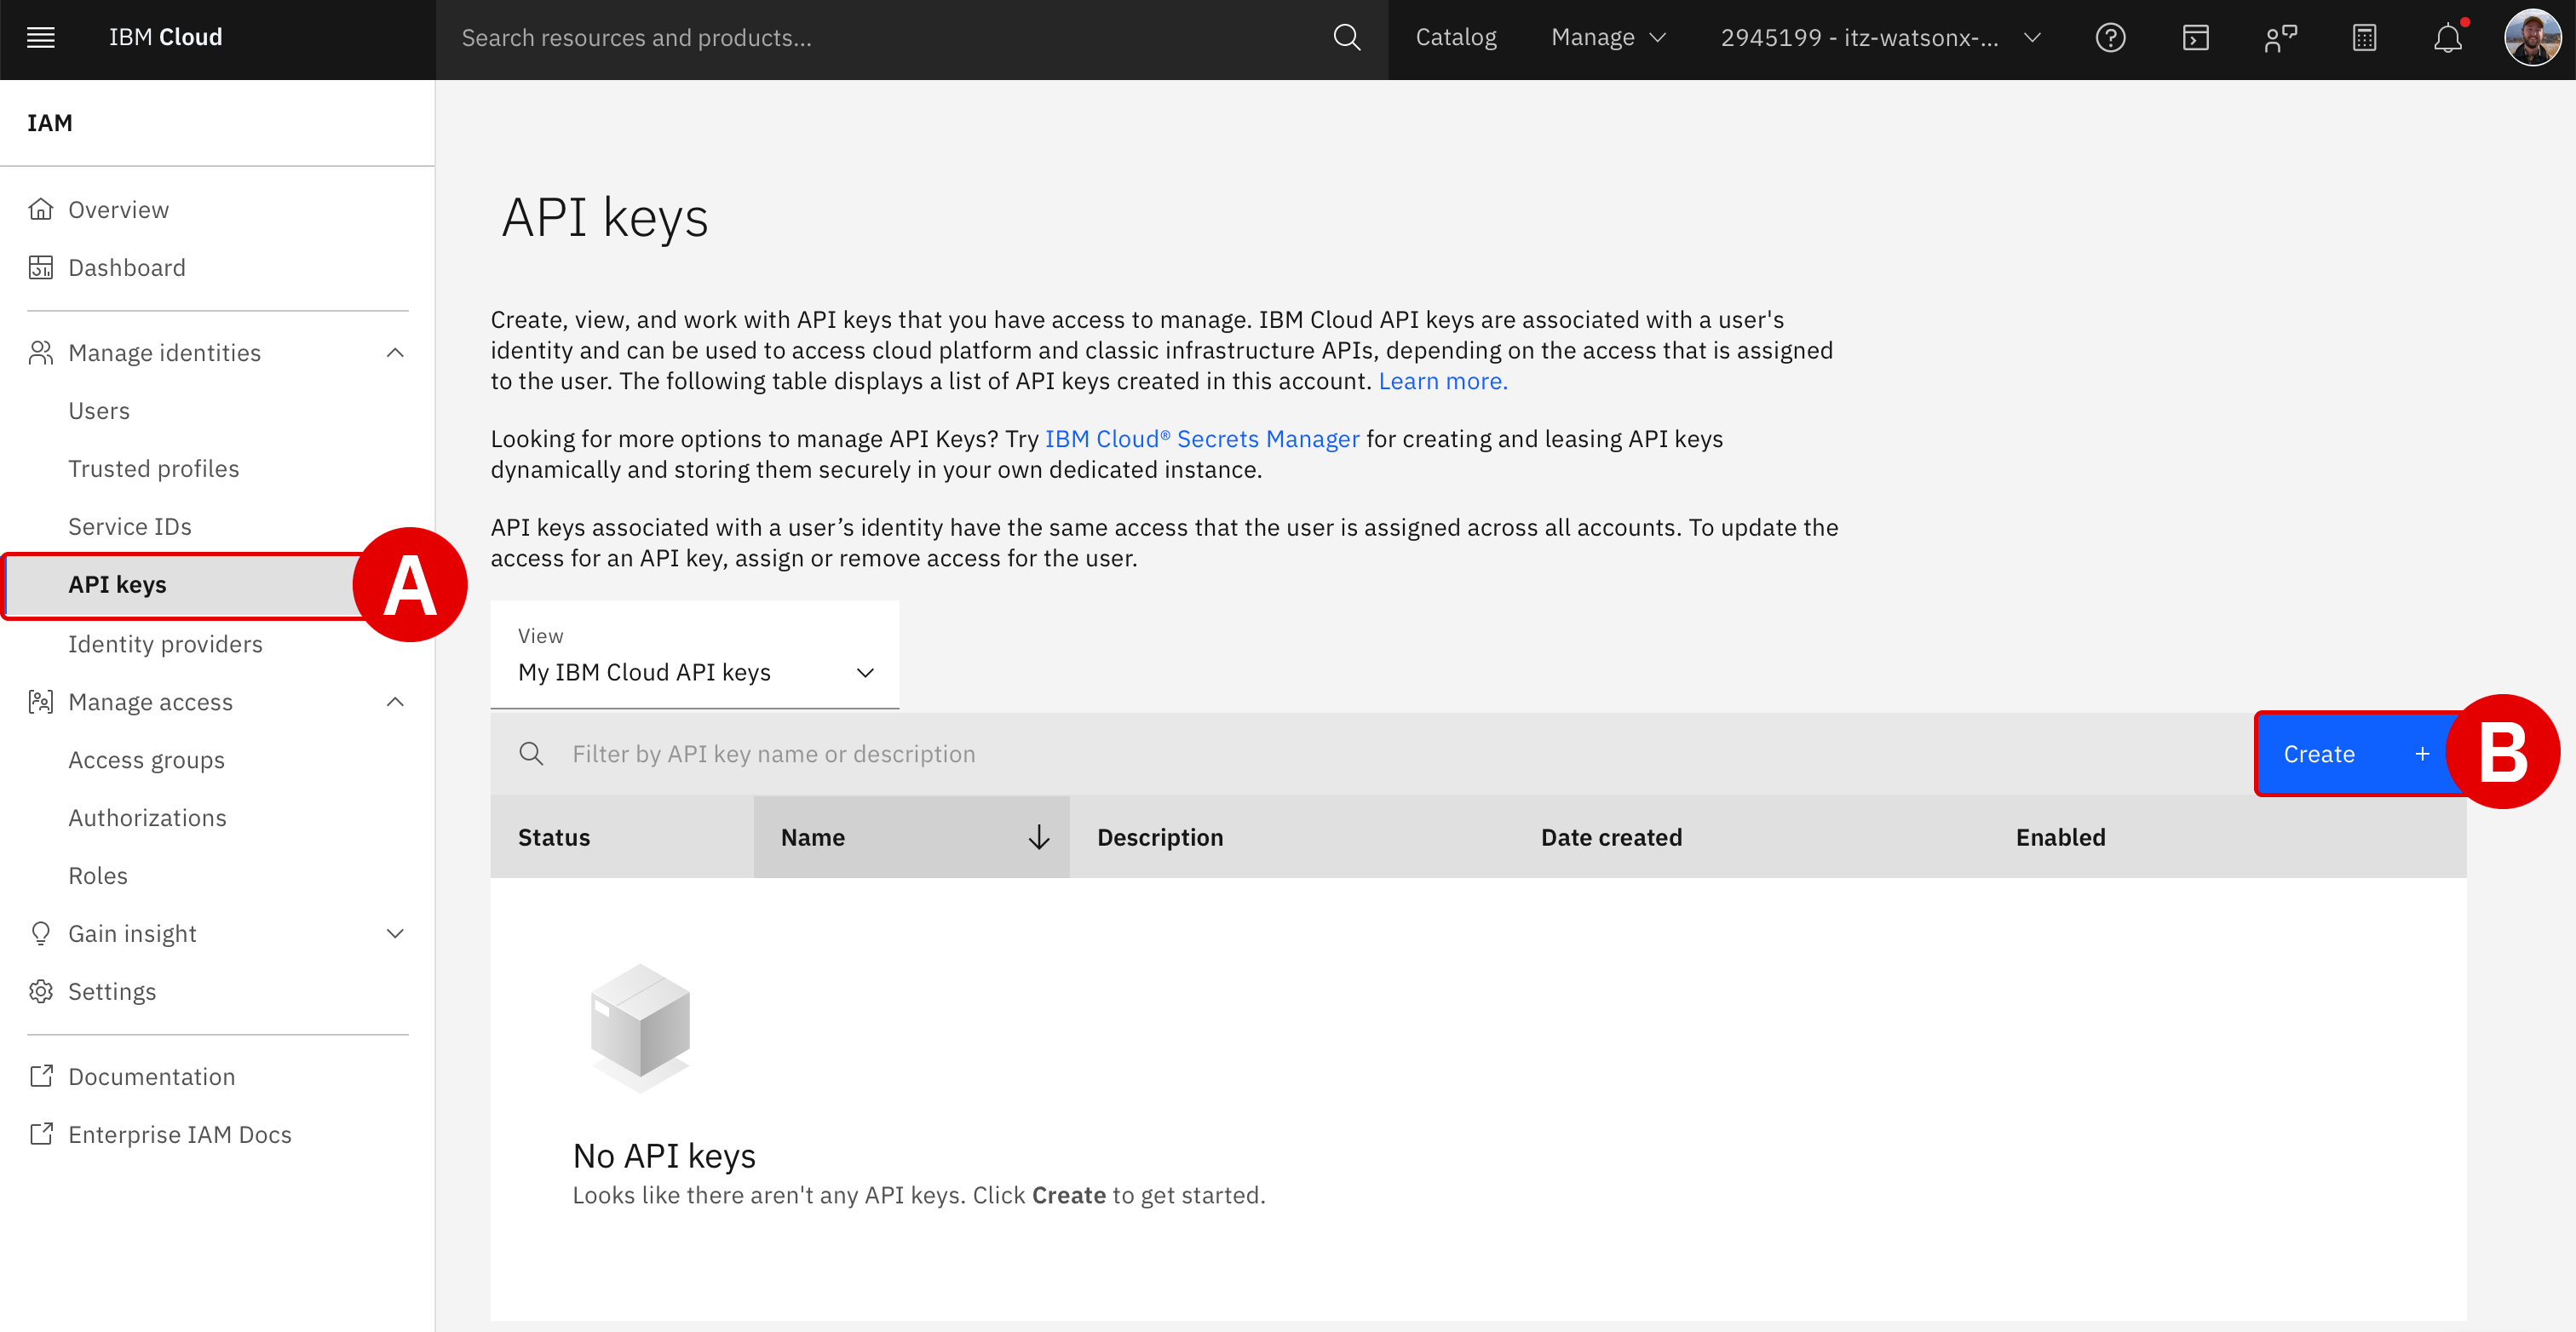 IBM Cloud
Search resources and products...
Catalog
Manage
2945199 - itz-watsonx-...
IAM
Overview
Dashboard
Manage identities
Users
Trusted profiles
Service IDs
API keys
A
Identity providers
Manage access
Access groups
Authorizations
Roles
Gain insight
Settings
Documentation
Enterprise IAM Docs
API keys
Create, view, and work with API keys that you have access to manage. IBM Cloud API keys are associated with a user's
identity and can be used to access cloud platform and classic infrastructure APIs, depending on the access that is assigned
to the user. The following table displays a list of API keys created in this account. Learn more.
Looking for more options to manage API Keys? Try IBM Cloud® Secrets Manager for creating and leasing API keys
dynamically and storing them securely in your own dedicated instance.
API keys associated with a user’s identity have the same access that the user is assigned across all accounts. To update the
access for an API key, assign or remove access for the user.
View
My IBM Cloud API keys
Filter by API key name or description
Create +
B
Status
Name
Description
Date created
Enabled
No API keys
Looks like there aren't any API keys. Click Create to get started.